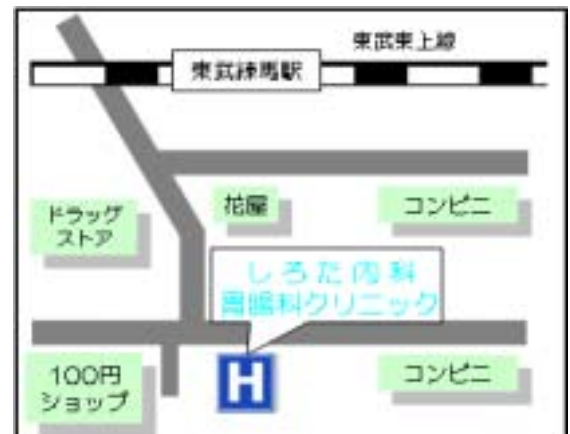 東武東上線
東武練馬駅
ドラッグ
ストア
花屋
コンビニ
しろた内科
胃腸科クリニック
100円
ショップ
H
コンビニ